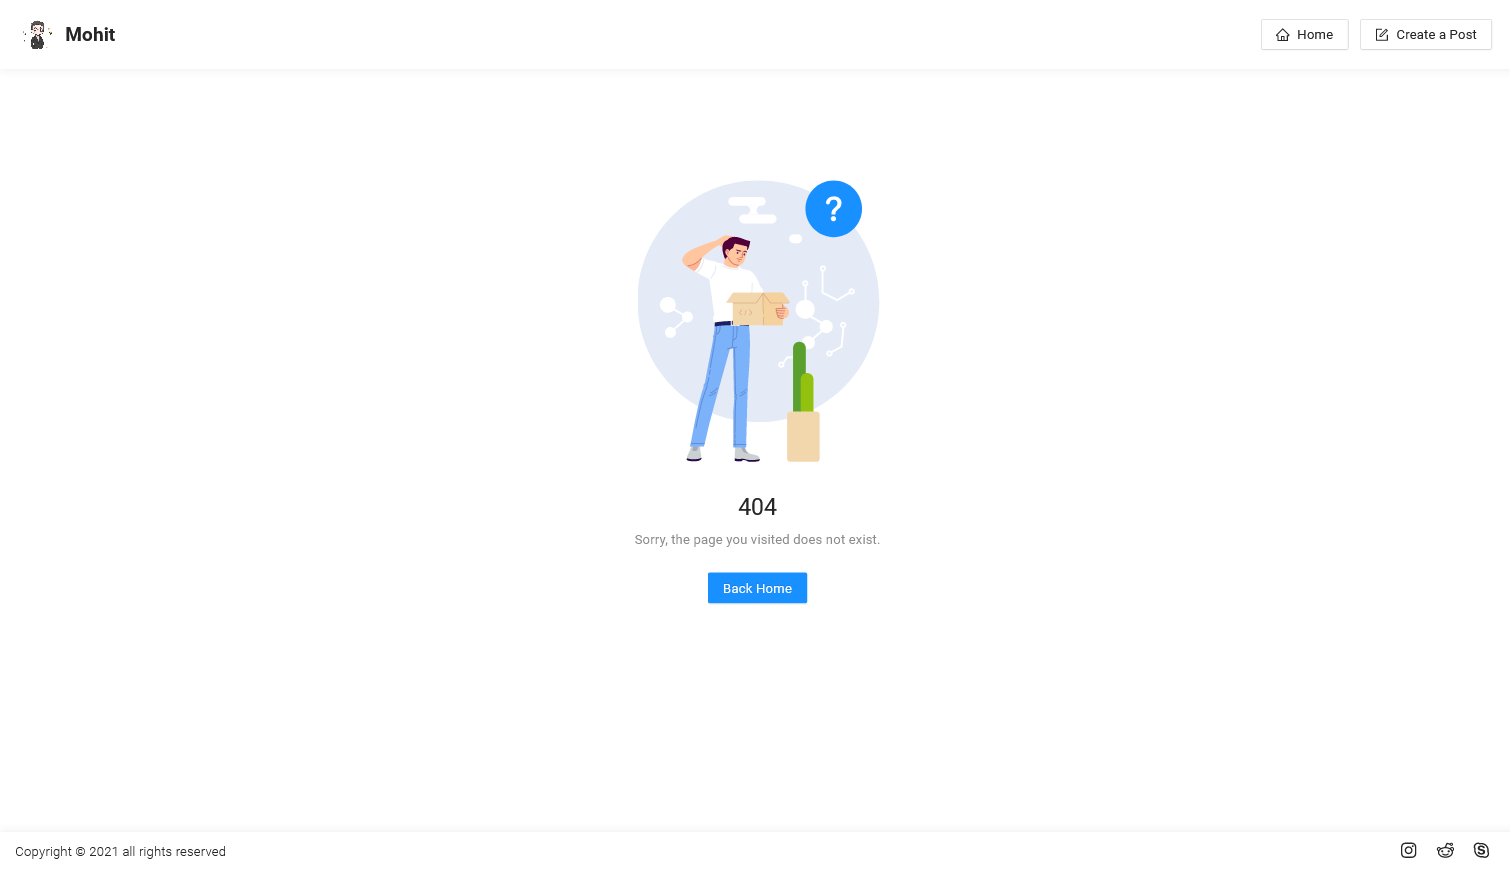 Mohit
Home
Create a Post
?
404
Sorry, the page you visited does not exist.
Back Home
Copyright © 2021 all rights reserved